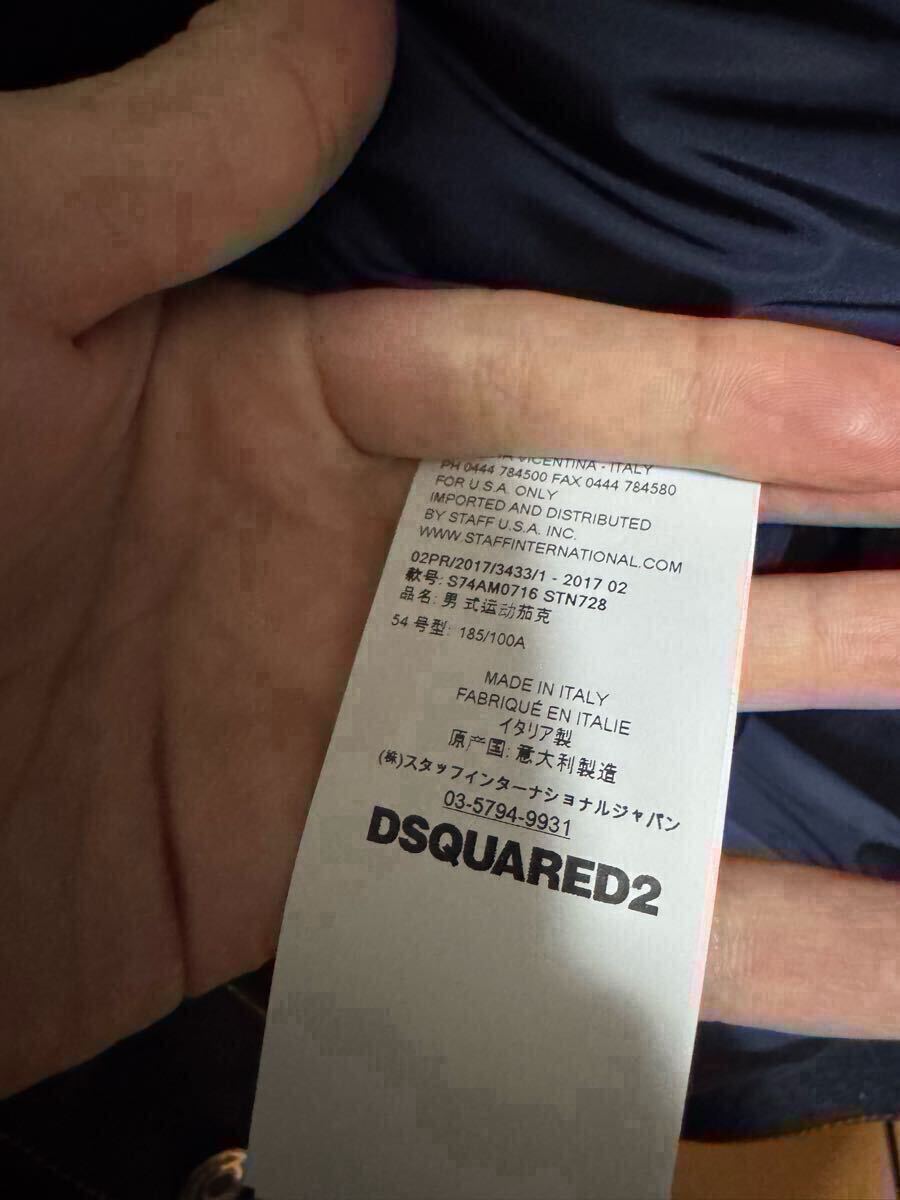 VICENTINA - ITALY
PH 0444 784500 FAX 0444 784580
FOR U.S.A. ONLY
IMPORTED AND DISTRIBUTED
BY STAFF U.S.A. INC.
WWW.STAFFINTERNATIONAL.COM
02PR/2017/3433/1 - 2017 02
款号: S74AM0716 STN728
品名: 男 式运动茄克
54 号型: 185/100A
MADE IN ITALY
FABRIQUÉ EN ITALIE
イタリア製
原产国: 意大利製造
(株)スタッフインターナショナルジャパン
03-5794-9931
DSQUARED2